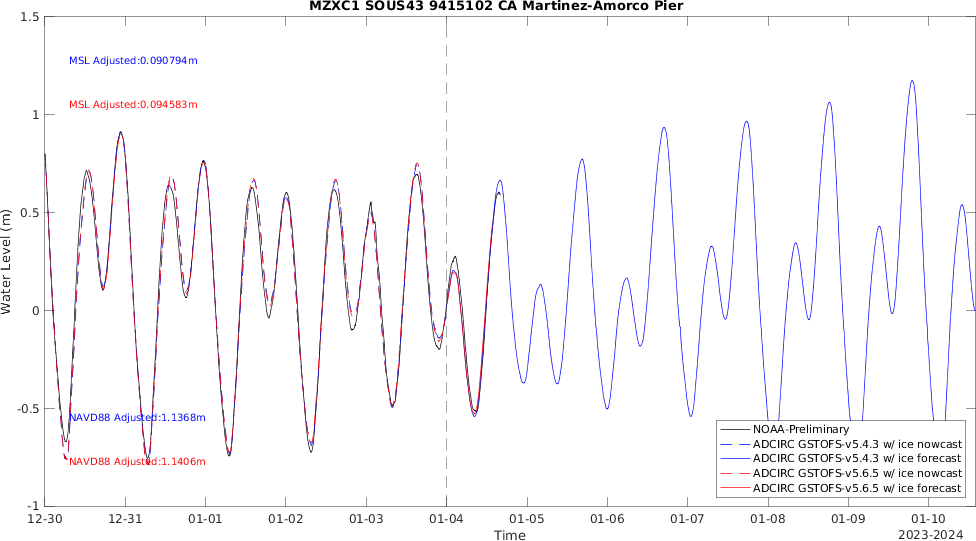 MZXC1 SOUS43 9415102 CA Martinez-Amorco Pier
1.5
MSL Adjusted:0.090794m
MSL Adjusted:0.094583m
1
0.5
Water Level (m)
0
-0.5
NAVD88 Adjusted:1.1368m
NAVD88 Adjusted:1.1406m
-1
NOAA-Preliminary
ADCIRC GSTOFS-v5.4.3 w/ ice nowcast
ADCIRC GSTOFS-v5.4.3 w/ ice forecast
ADCIRC GSTOFS-v5.6.5 w/ ice nowcast
ADCIRC GSTOFS-v5.6.5 w/ ice forecast
12-30 12-31 01-01 01-02 01-03 01-04 01-05 01-06 01-07 01-08 01-09 01-10
Time
2023-2024